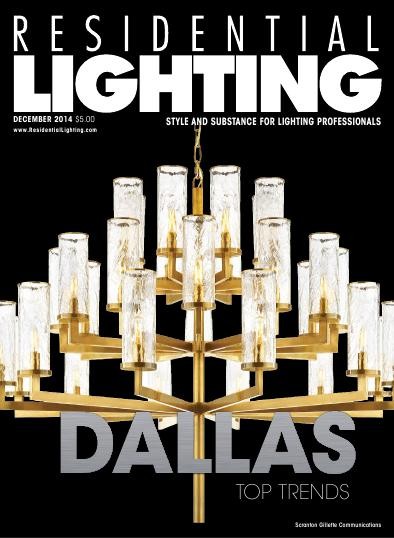 RESIDENTIAL
LIGHTING
DECEMBER 2014 $5.00
www.ResidentialLighting.com
STYLE AND SUBSTANCE FOR LIGHTING PROFESSIONALS
DALLAS
TOP TRENDS
Scranton Gillette Communications